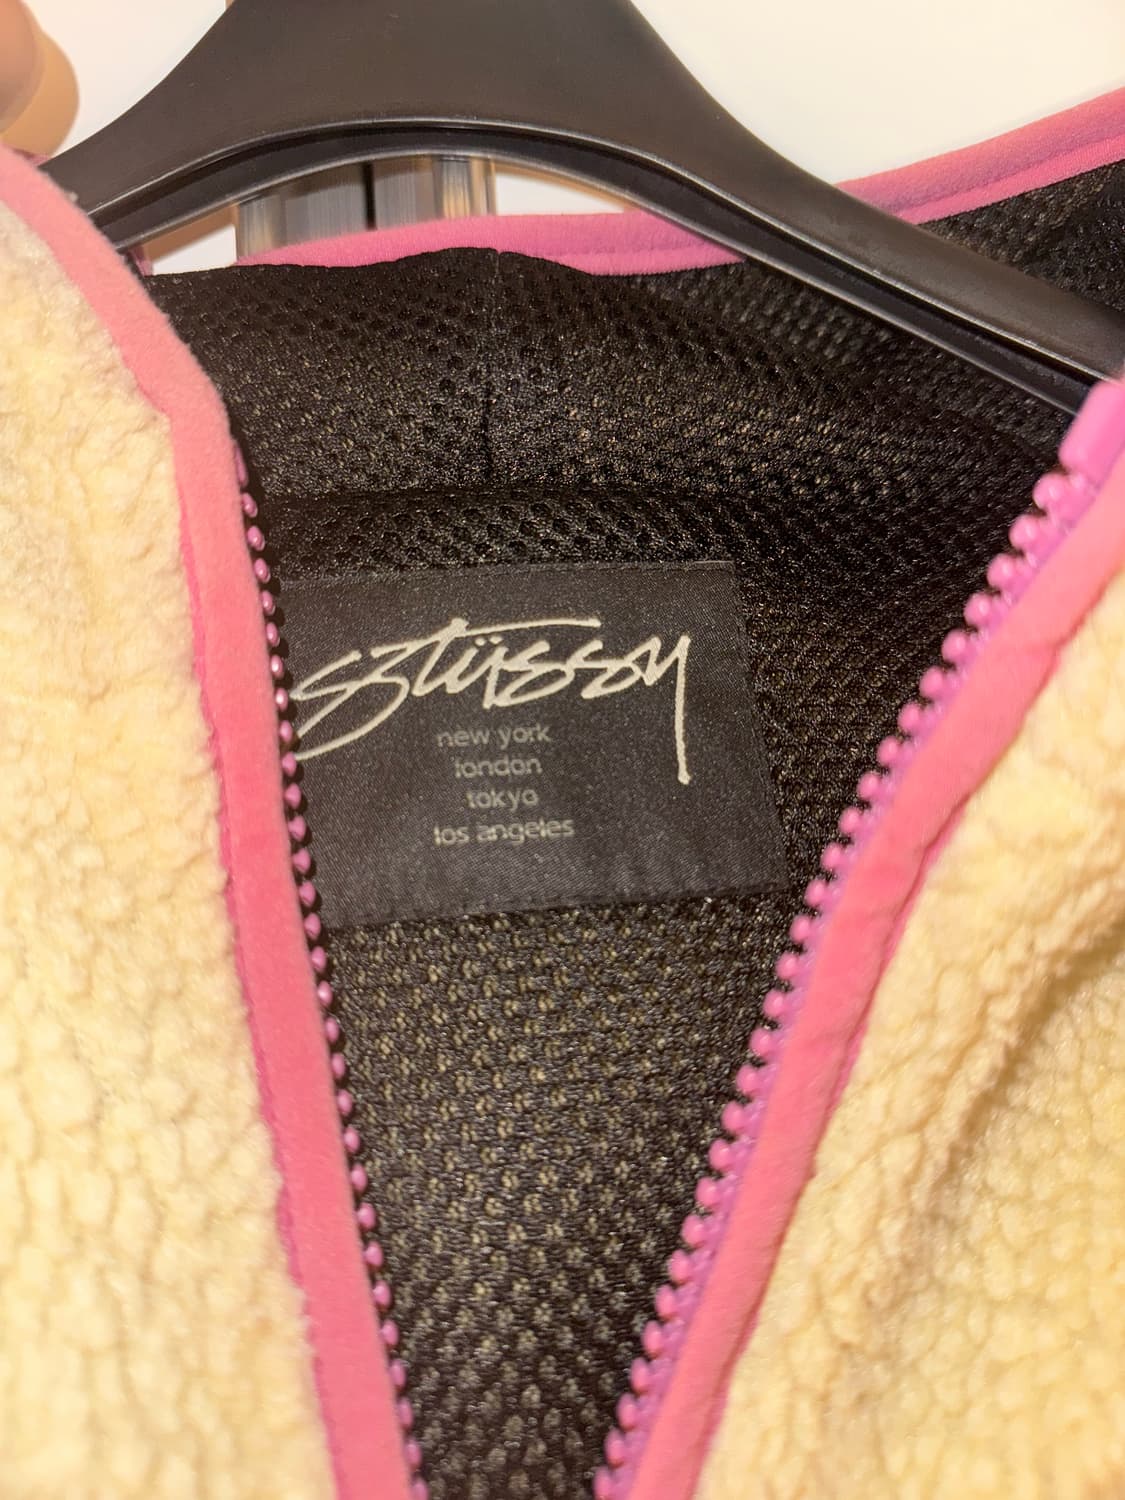 Stüssy
new york
london
tokyo
los angeles